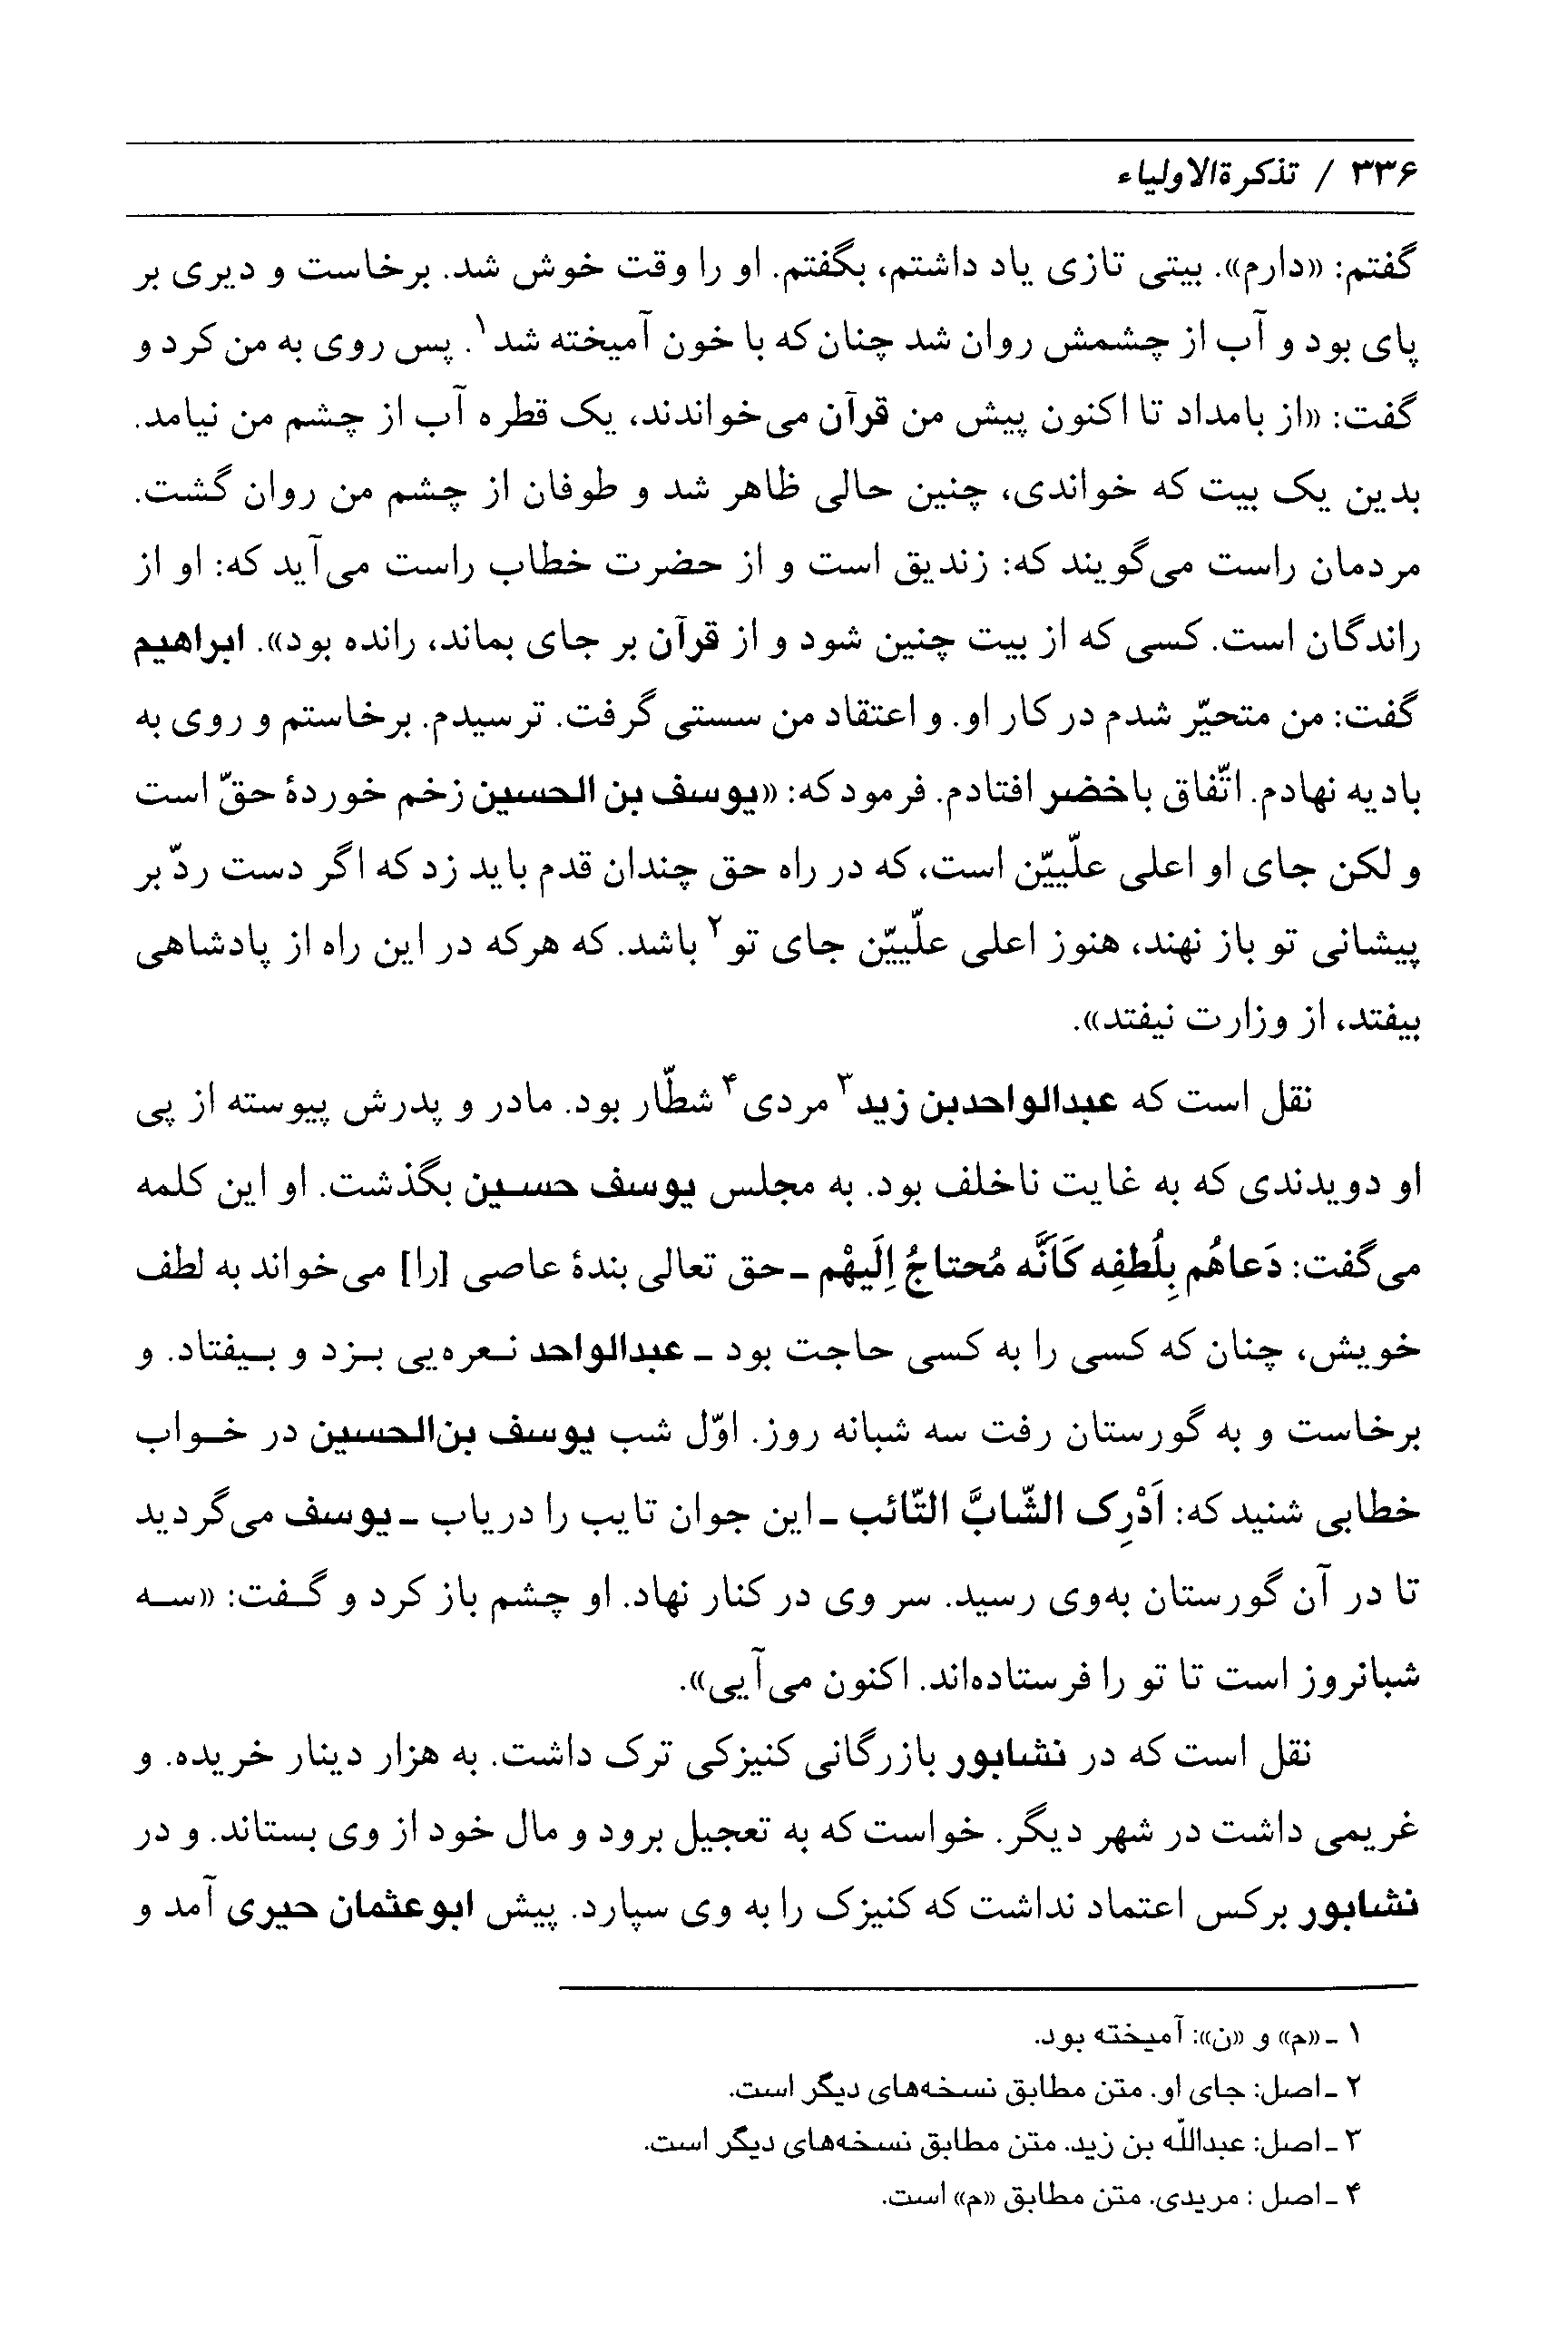 ۳۳۶ / تذکرةالاولیاء
گفتم: «دارم». بیتی تازی یاد داشتم، بگفتم. او را وقت خوش شد. برخاست و دیری بر
پای بود و آب از چشمش روان شد چنان‌که با خون آمیخته شد۱. پس روی به من کرد و
گفت: «از بامداد تا اکنون پیش من قرآن می‌خواندند، یک قطره آب از چشم من نیامد.
بدین یک بیت که خواندی، چنین حالی ظاهر شد و طوفان از چشم من روان گشت.
مردمان راست می‌گویند که: زندیق است و از حضرت خطاب راست می‌آید که: او از
راندگان است. کسی که از بیت چنین شود و از قرآن بر جای بماند، رانده بود». ابراهیم
گفت: من متحیّر شدم در کار او. و اعتقاد من سستی گرفت. ترسیدم. برخاستم و روی به
بادیه نهادم. اتّفاق با خضر افتادم. فرمود که: «یوسف بن الحسین زخم خوردهٔ حقّ است
و لکن جای او اعلی علّییّن است، که در راه حق چندان قدم باید زد که اگر دست ردّ بر
پیشانی تو باز نهند، هنوز اعلی علّییّن جای تو۲ باشد. که هرکه در این راه از پادشاهی
بیفتد، از وزارت نیفتد».
نقل است که عبدالواحدبن زید۳ مردی۴ شطّار بود. مادر و پدرش پیوسته از پی
او دویدندی که به غایت ناخلف بود. به مجلس یوسف حسین بگذشت. او این کلمه
می‌گفت: دَعاهُم بِلُطفِه کَاَنَّه مُحتاجُ اِلَیهْم ـ حق تعالی بندهٔ عاصی [را] می‌خواند به لطف
خویش، چنان که کسی را به کسی حاجت بود ـ عبدالواحد نعره‌یی بزد و بیفتاد. و
برخاست و به گورستان رفت سه شبانه روز. اوّل شب یوسف بن‌الحسین در خواب
خطابی شنید که: اَدْرِک الشّابَّ التّائب ـ این جوان تایب را دریاب ـ یوسف می‌گردید
تا در آن گورستان به‌وی رسید. سر وی در کنار نهاد. او چشم باز کرد و گفت: «سه
شبانروز است تا تو را فرستاده‌اند. اکنون می‌آیی».
نقل است که در نشابور بازرگانی کنیزکی ترک داشت. به هزار دینار خریده. و
غریمی داشت در شهر دیگر. خواست که به تعجیل برود و مال خود از وی بستاند. و در
نشابور برکس اعتماد نداشت که کنیزک را به وی سپارد. پیش ابوعثمان حیری آمد و
۱ ـ «م» و «ن»: آمیخته بود.
۲ ـ اصل: جای او. متن مطابق نسخه‌های دیگر است.
۳ ـ اصل: عبداللّه بن زید. متن مطابق نسخه‌های دیگر است.
۴ ـ اصل : مریدی. متن مطابق «م» است.